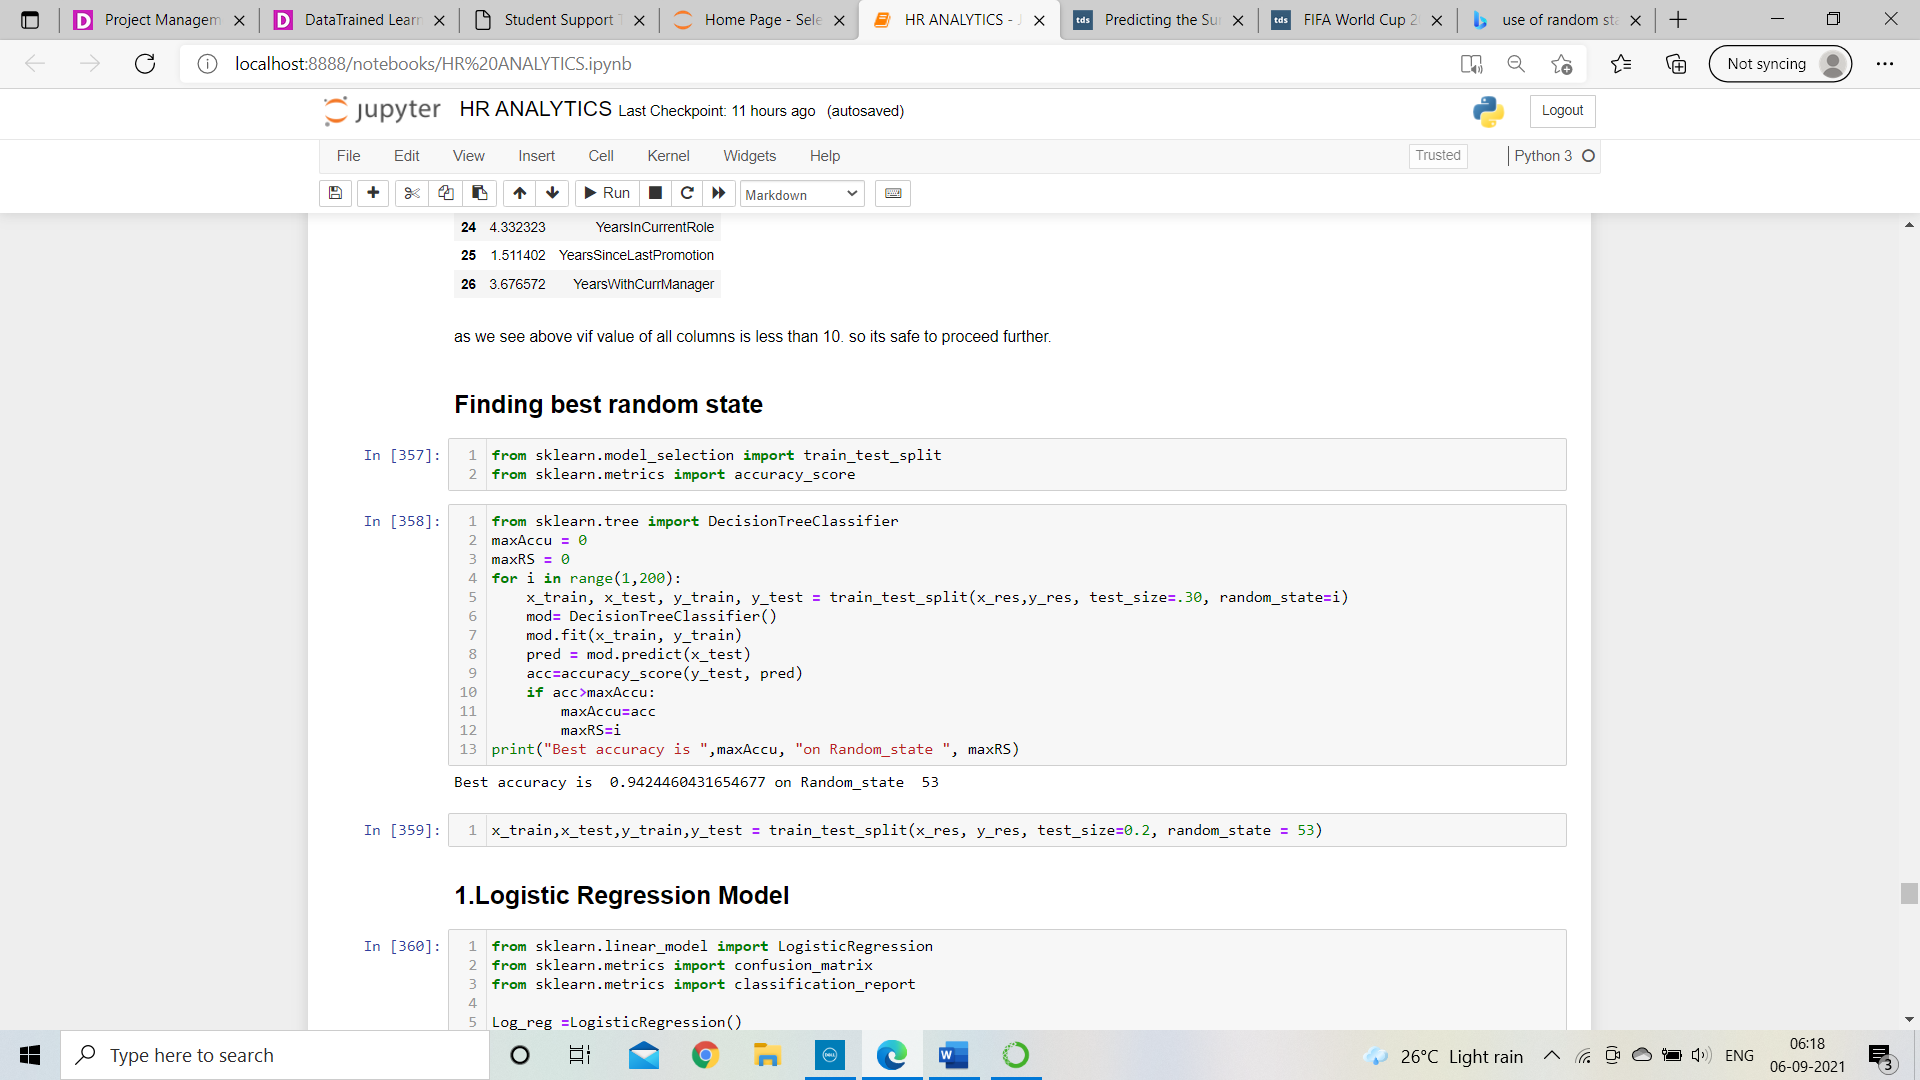 Project Managem
DataTrained Learn
Student Support T
Home Page - Sele
HR ANALYTICS - J
tds Predicting the Sur
tds FIFA World Cup 2
use of random sta
localhost:8888/notebooks/HR%20ANALYTICS.ipynb
Not syncing
jupyter HR ANALYTICS Last Checkpoint: 11 hours ago (autosaved)
Logout
File Edit View Insert Cell Kernel Widgets Help
Trusted
Python 3
Run
Markdown
24 4.332323 YearsInCurrentRole
25 1.511402 YearsSinceLastPromotion
26 3.676572 YearsWithCurrManager
as we see above vif value of all columns is less than 10. so its safe to proceed further.
Finding best random state
In [357]:
1 from sklearn.model_selection import train_test_split
2 from sklearn.metrics import accuracy_score
In [358]:
1 from sklearn.tree import DecisionTreeClassifier
2 maxAccu = 0
3 maxRS = 0
4 for i in range(1,200):
5 x_train, x_test, y_train, y_test = train_test_split(x_res,y_res, test_size=.30, random_state=i)
6 mod= DecisionTreeClassifier()
7 mod.fit(x_train, y_train)
8 pred = mod.predict(x_test)
9 acc=accuracy_score(y_test, pred)
10 if acc>maxAccu:
11 maxAccu=acc
12 maxRS=i
13 print("Best accuracy is ",maxAccu, "on Random_state ", maxRS)
Best accuracy is  0.9424460431654677 on Random_state  53
In [359]:
1 x_train,x_test,y_train,y_test = train_test_split(x_res, y_res, test_size=0.2, random_state = 53)
1.Logistic Regression Model
In [360]:
1 from sklearn.linear_model import LogisticRegression
2 from sklearn.metrics import confusion_matrix
3 from sklearn.metrics import classification_report
4
5 Log_reg =LogisticRegression()
Type here to search
26°C Light rain
ENG
06:18
06-09-2021
3